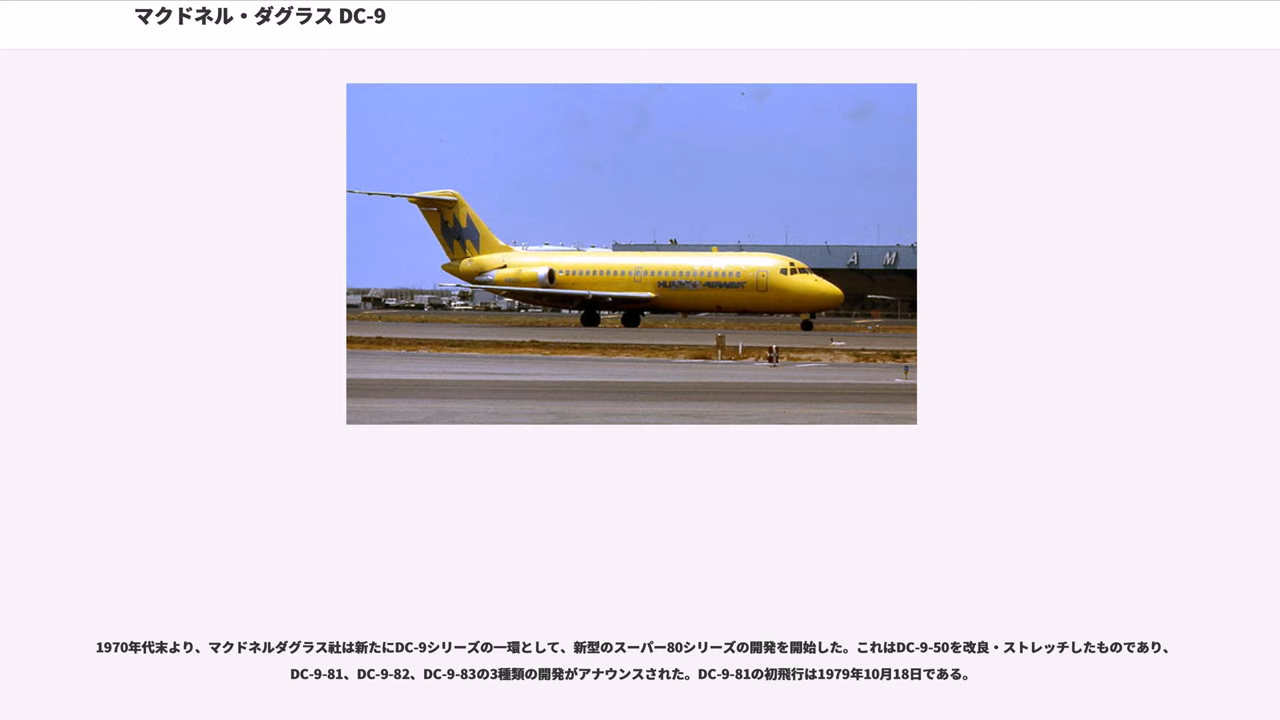 マクドネル・ダグラス DC-9
A M
1970年代末より、マクドネルダグラス社は新たにDC-9シリーズの一環として、新型のスーパー80シリーズの開発を開始した。これはDC-9-50を改良・ストレッチしたものであり、
DC-9-81、DC-9-82、DC-9-83の3種類の開発がアナウンスされた。DC-9-81の初飛行は1979年10月18日である。